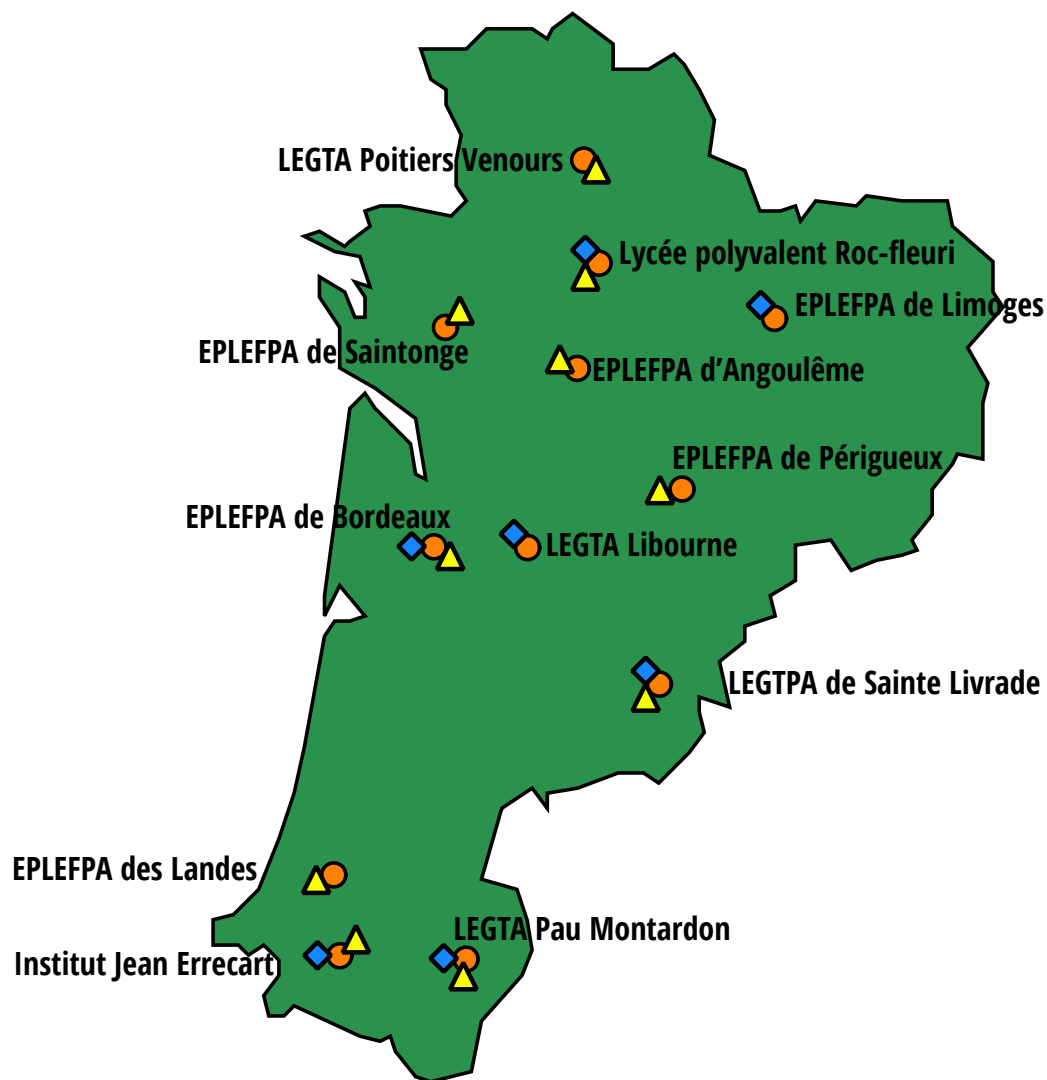 LEGTA Poitiers Venours
Lycée polyvalent Roc-fleuri
EPLEFPA de Limoges
EPLEFPA de Saintonge
EPLEFPA d’Angoulême
EPLEFPA de Périgueux
EPLEFPA de Bordeaux
LEGTA Libourne
LEGTPA de Sainte Livrade
EPLEFPA des Landes
LEGTA Pau Montardon
Institut Jean Errecart